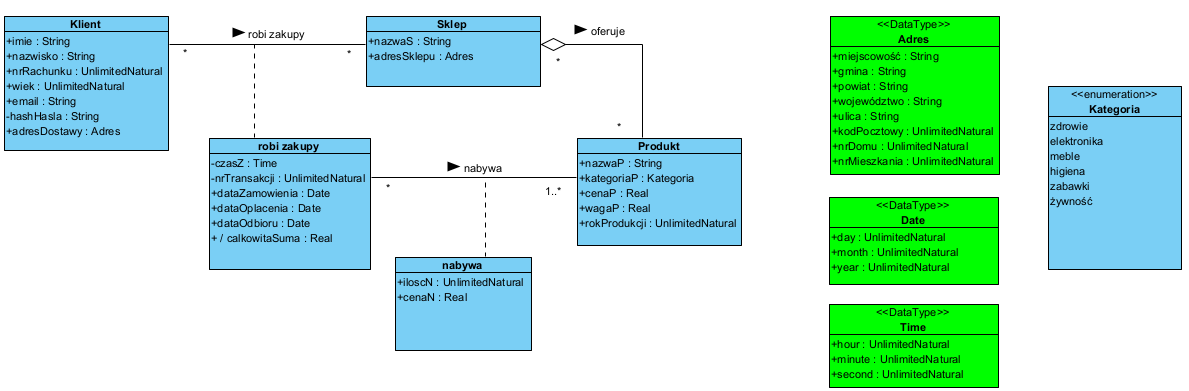 Klient
+imie : String
+nazwisko : String
+nrRachunku : UnlimitedNatural
+wiek : UnlimitedNatural
+email : String
-hashHasla : String
+adresDostawy : Adres
robi zakupy
*
*
Sklep
+nazwaS : String
+adresSklepu : Adres
oferuje
*
*
robi zakupy
-czasZ : Time
-nrTransakcji : UnlimitedNatural
+dataZamowienia : Date
+dataOplacenia : Date
+dataOdbioru : Date
+ / calkowitaSuma : Real
nabywa
*
1..*
Produkt
+nazwaP : String
+kategoriaP : Kategoria
+cenaP : Real
+wagaP : Real
+rokProdukcji : UnlimitedNatural
nabywa
+iloscN : UnlimitedNatural
+cenaN : Real
<<DataType>>
Adres
+miejscowość : String
+gmina : String
+powiat : String
+województwo : String
+ulica : String
+kodPocztowy : UnlimitedNatural
+nrDomu : UnlimitedNatural
+nrMieszkania : UnlimitedNatural
<<DataType>>
Date
+day : UnlimitedNatural
+month : UnlimitedNatural
+year : UnlimitedNatural
<<DataType>>
Time
+hour : UnlimitedNatural
+minute : UnlimitedNatural
+second : UnlimitedNatural
<<enumeration>>
Kategoria
zdrowie
elektronika
meble
higiena
zabawki
żywność